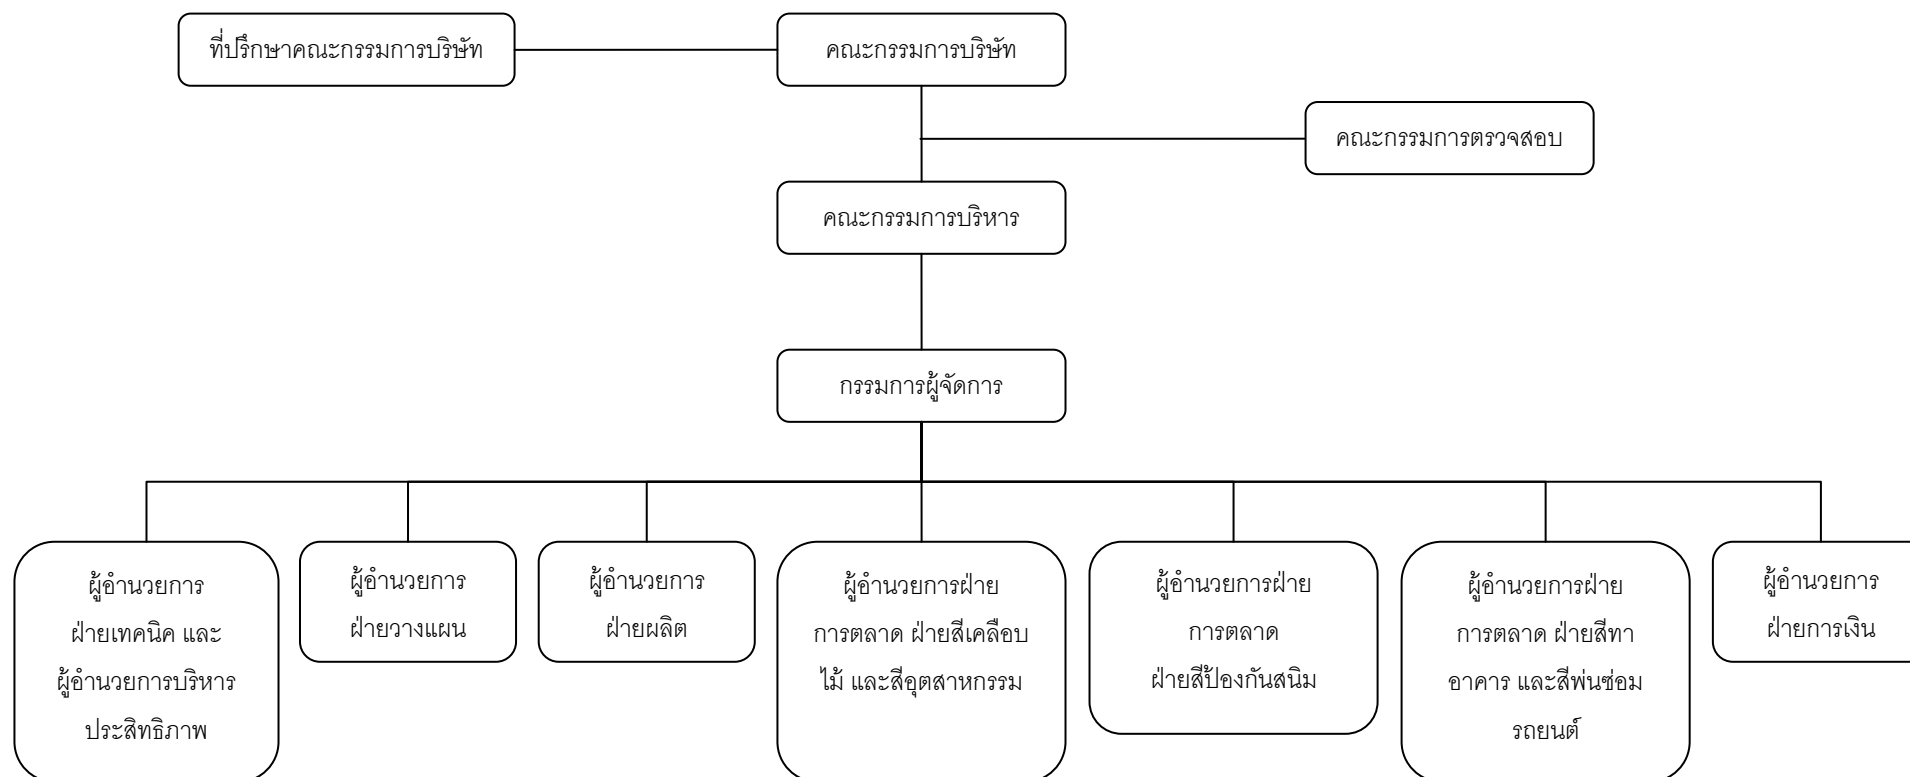 ที่ปรึกษาคณะกรรมการบริษัท
คณะกรรมการบริษัท
คณะกรรมการตรวจสอบ
คณะกรรมการบริหาร
กรรมการผู้จัดการ
ผู้อำนวยการ
ฝ่ายเทคนิค และ
ผู้อำนวยการบริหาร
ประสิทธิภาพ
ผู้อำนวยการ
ฝ่ายวางแผน
ผู้อำนวยการ
ฝ่ายผลิต
ผู้อำนวยการฝ่าย
การตลาด ฝ่ายสีเคลือบ
ไม้ และสีอุตสาหกรรม
ผู้อำนวยการฝ่าย
การตลาด
ฝ่ายสีป้องกันสนิม
ผู้อำนวยการฝ่าย
การตลาด ฝ่ายสีทา
อาคาร และสีพ่นซ่อม
รถยนต์
ผู้อำนวยการ
ฝ่ายการเงิน